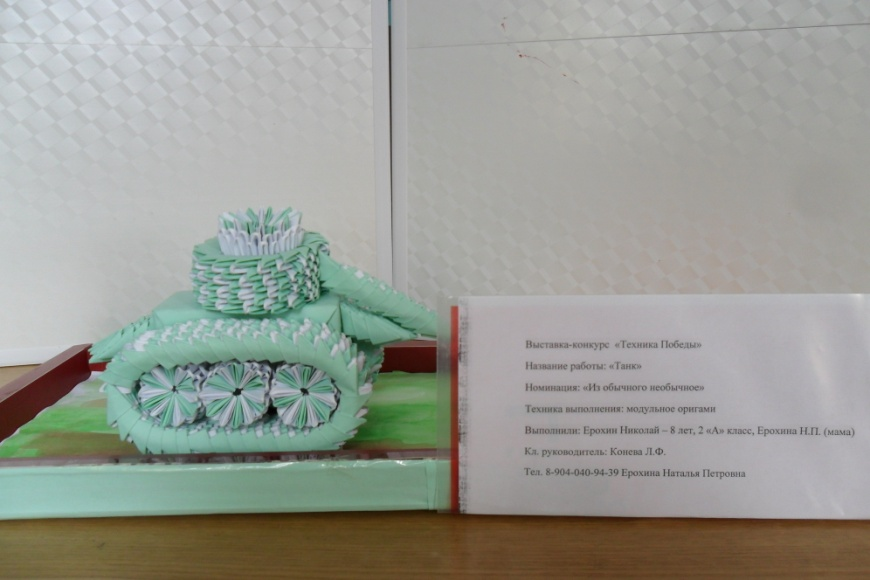 Выставка-конкурс «Техника Победы»
Название работы: «Танк»
Номинация: «Из обычного необычное»
Техника выполнения: модульное оригами
Выполнили: Ерохин Николай – 8 лет, 2 «А» класс, Ерохина Н.П. (мама)
Кл. руководитель: Конева Л.Ф.
Тел. 8-904-040-94-39 Ерохина Наталья Петровна